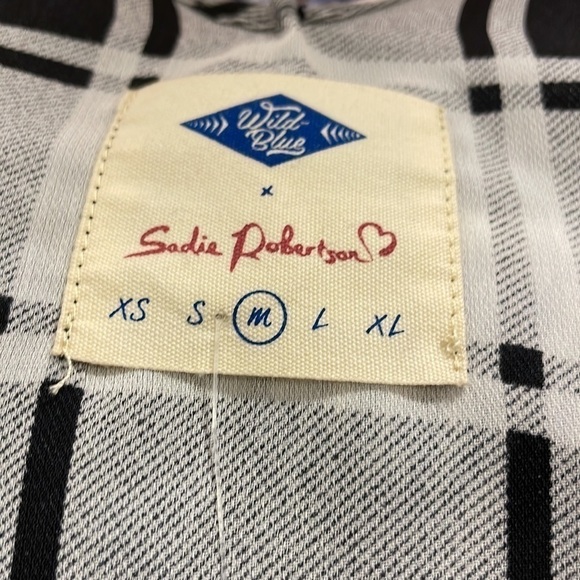 Wild-
Blue
x
Sadie Robertson
XS S M L XL